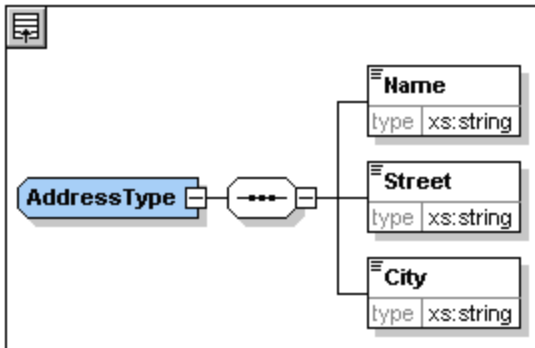 Name
type xs:string
AddressType
Street
type xs:string
City
type xs:string